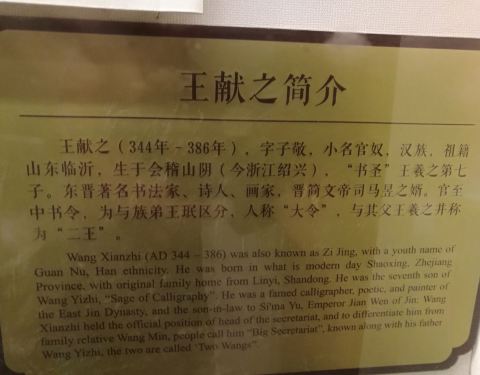 王献之简介
王献之（344年-386年），字子敬，小名官奴，汉族，祖籍
山东临沂，生于会稽山阴（今浙江绍兴），“书圣”王羲之第七
子。东晋著名书法家、诗人、画家，晋简文帝司马昱之婿。官至
中书令，为与族弟王珉区分，人称“大令”，与其父王羲之并称
为“二王”。
Wang Xianzhi (AD 344 – 386) was also known as Zi Jing, with a youth name of
Guan Nu, Han ethnicity. He was born in what is modern day Shaoxing, Zhejiang
Province, with original family home from Linyi, Shandong. He was the seventh son of
Wang Yizhi, “Sage of Calligraphy”. He was a famed calligrapher, poetic, and painter of
the East Jin Dynasty, and the son-in-law to Si'ma Yu, Emperor Jian Wen of Jin: Wang
Xianzhi held the official position of head of the secretariat, and to differentiate him from
family relative Wang Min, people call him “Big Secretariat”, known along with his father
Wang Yizhi, the two are called ‘Two Wangs”.